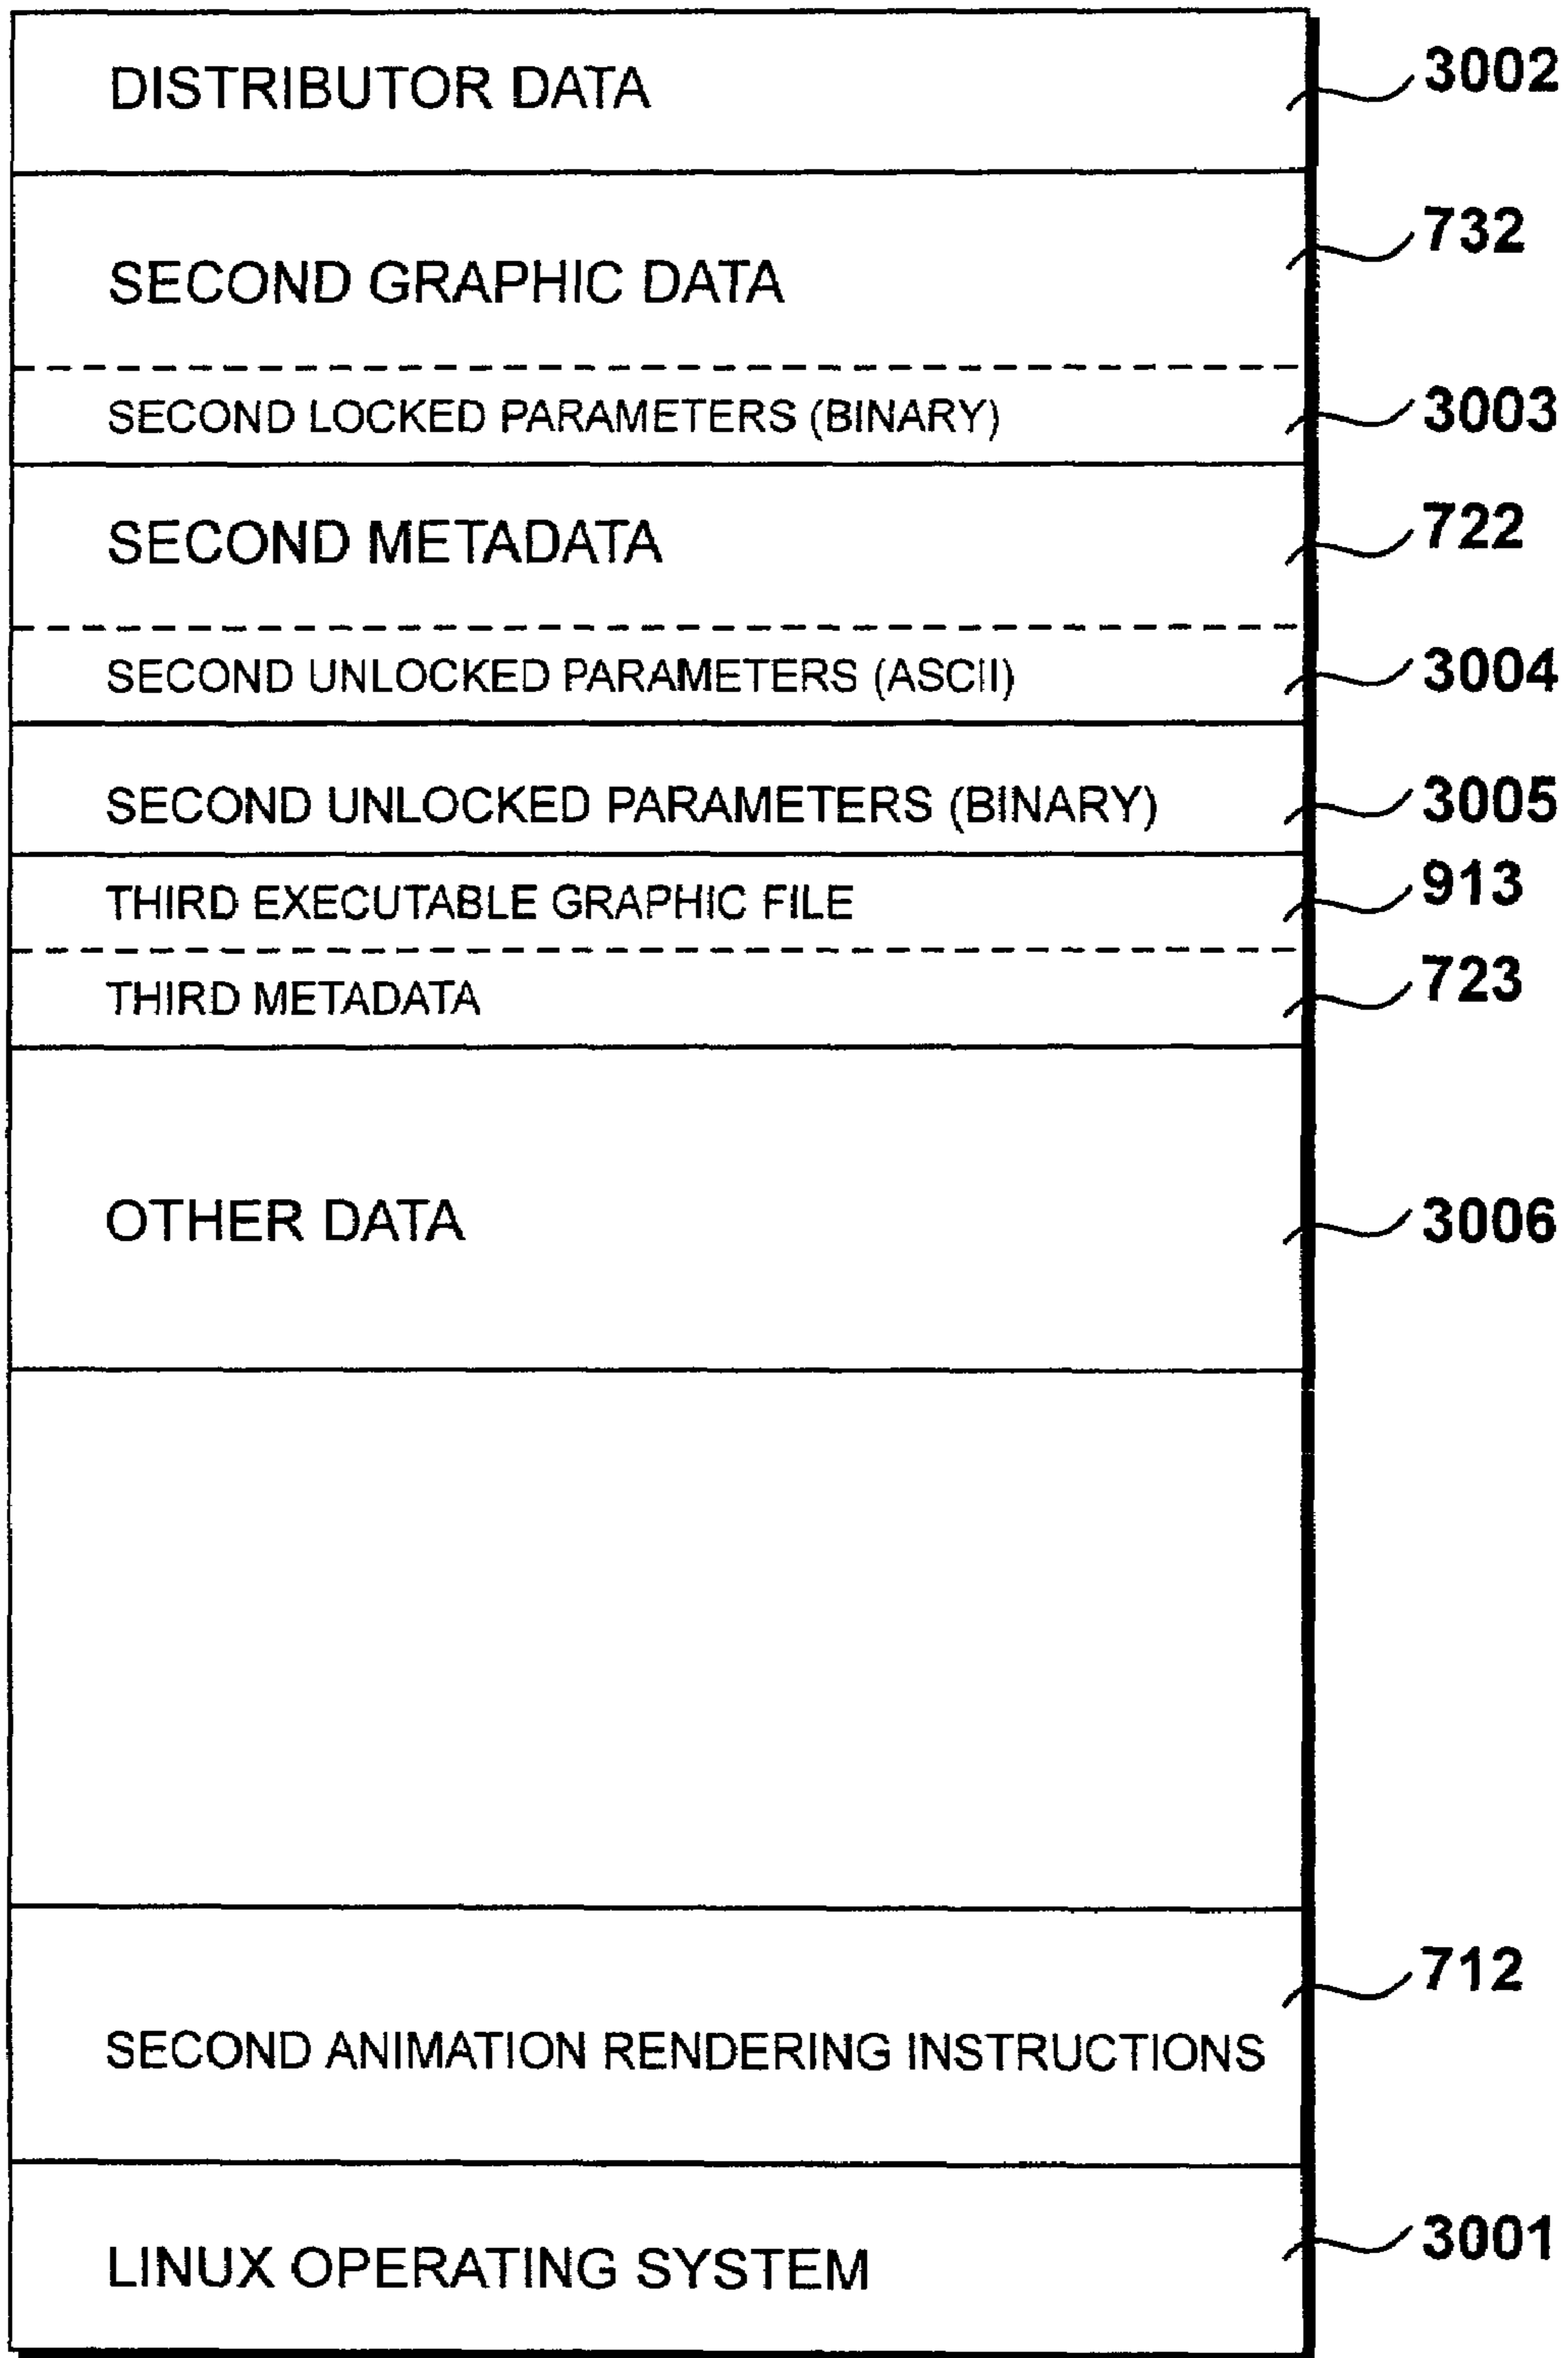 DISTRIBUTOR DATA 3002
SECOND GRAPHIC DATA 732
SECOND LOCKED PARAMETERS (BINARY) 3003
SECOND METADATA 722
SECOND UNLOCKED PARAMETERS (ASCII) 3004
SECOND UNLOCKED PARAMETERS (BINARY) 3005
THIRD EXECUTABLE GRAPHIC FILE 913
THIRD METADATA 723
OTHER DATA 3006
SECOND ANIMATION RENDERING INSTRUCTIONS 712
LINUX OPERATING SYSTEM 3001